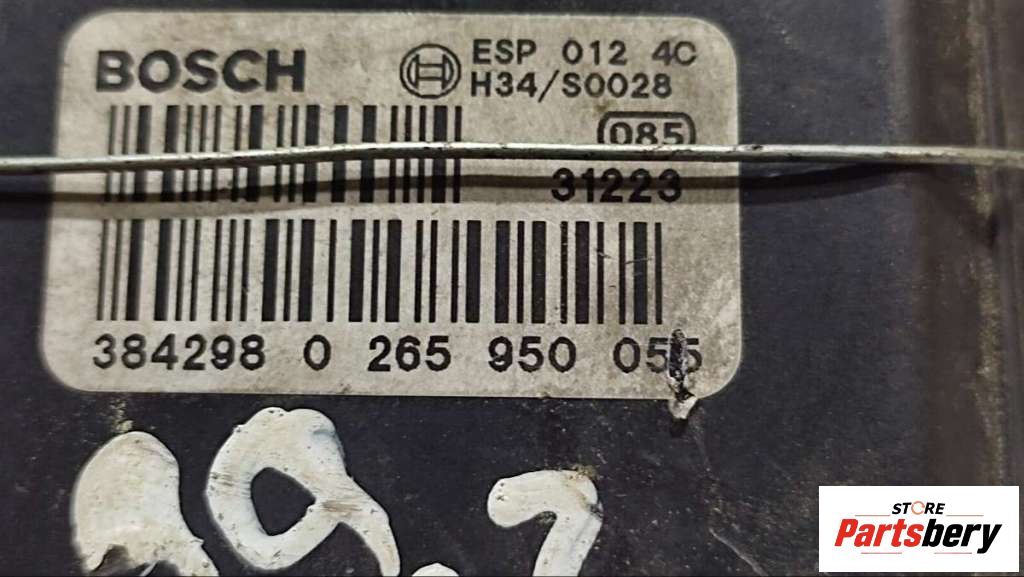 BOSCH ESP 012 4C
H34/S0028
085
31223
384298 0 265 950 055
STORE
Partsbery